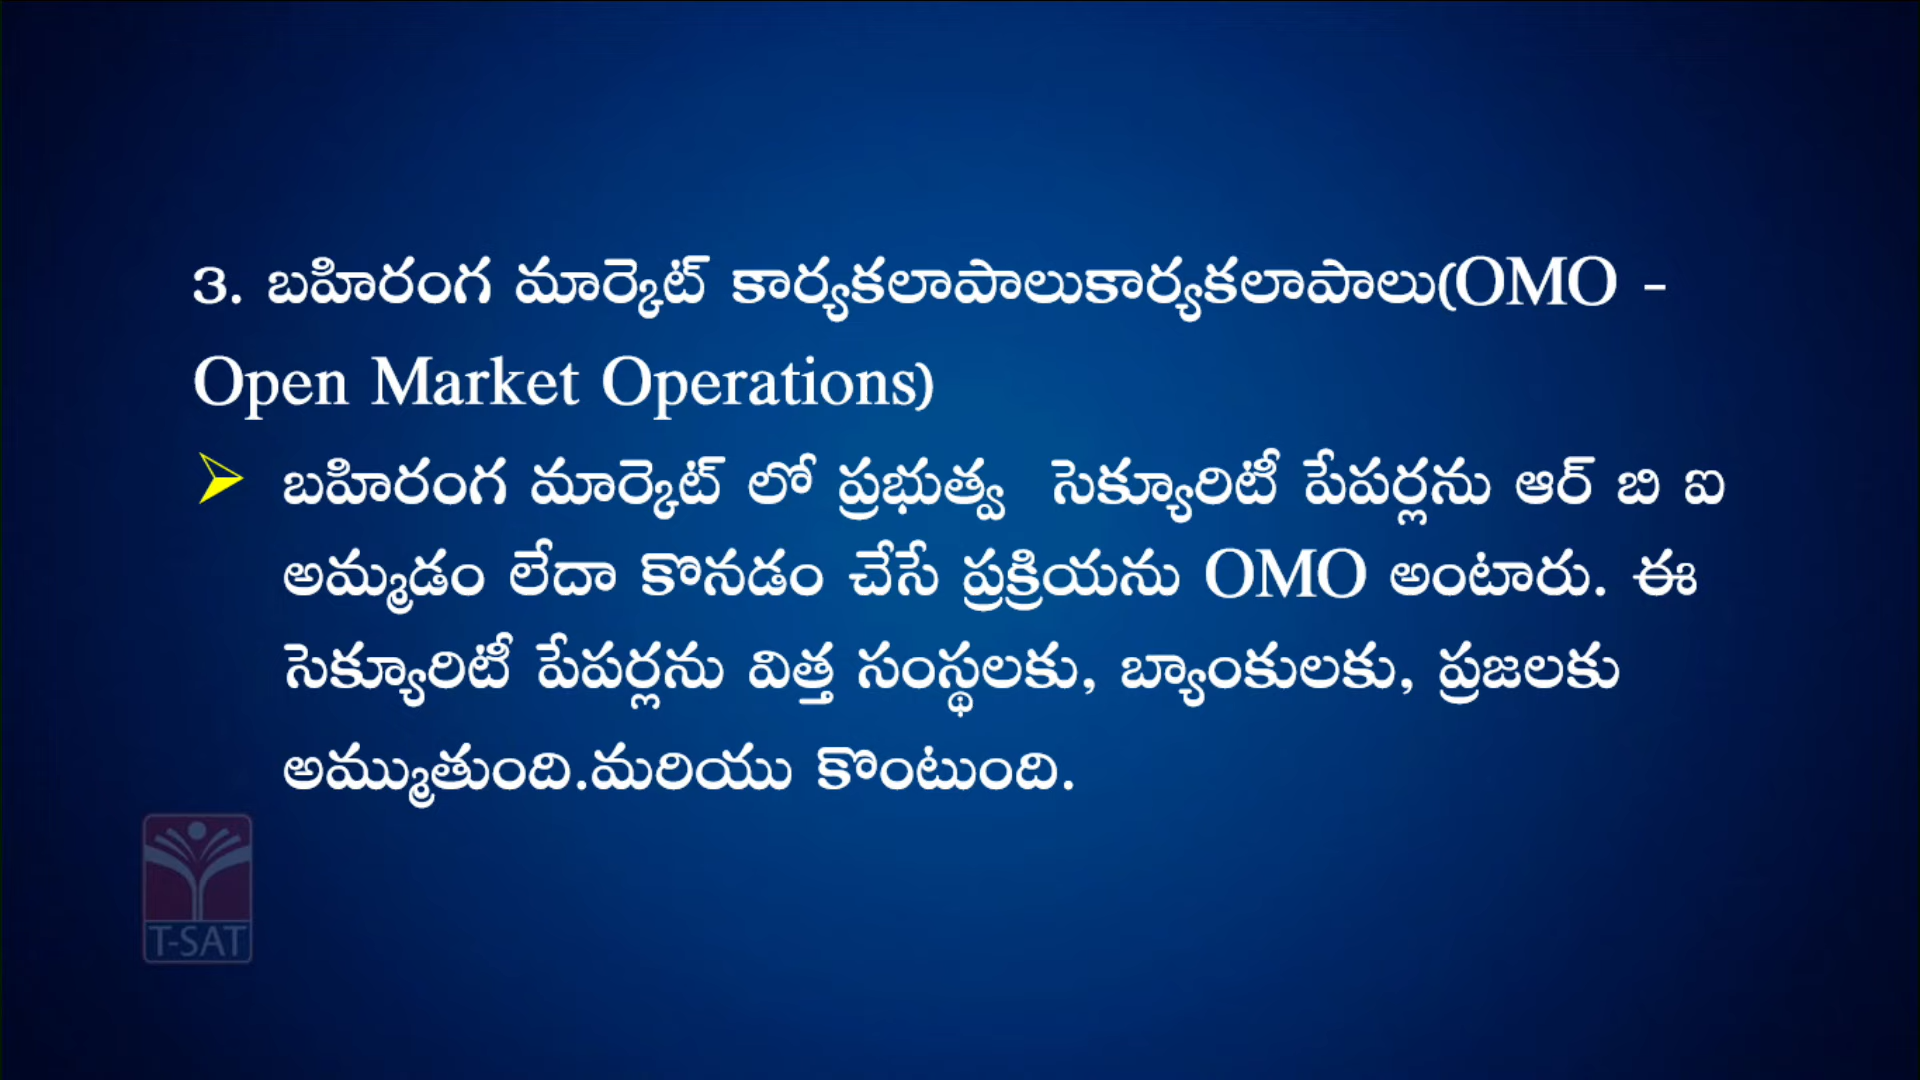 3. బహిరంగ మార్కెట్ కార్యకలాపాలుకార్యకలాపాలు(OMO -
Open Market Operations)
బహిరంగ మార్కెట్ లో ప్రభుత్వ సెక్యూరిటీ పేపర్లను ఆర్ బి ఐ
అమ్మడం లేదా కొనడం చేసే ప్రక్రియను OMO అంటారు. ఈ
సెక్యూరిటీ పేపర్లను విత్త సంస్థలకు, బ్యాంకులకు, ప్రజలకు
అమ్ముతుంది.మరియు కొంటుంది.
T-SAT